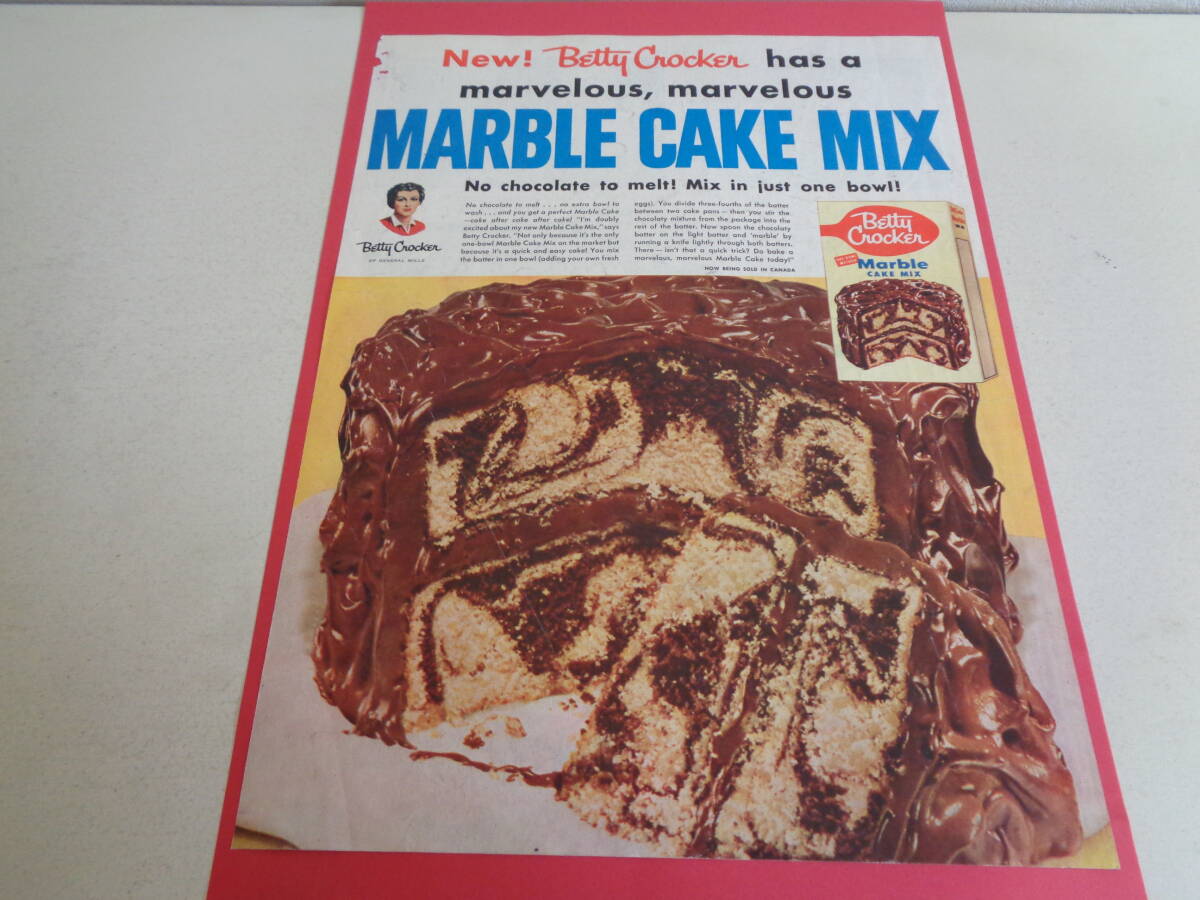 New! Betty Crocker has a
marvelous, marvelous
MARBLE CAKE MIX
No chocolate to melt! Mix in just one bowl!
Betty Crocker
OF GENERAL MILLS
No chocolate to melt . . . no extra bowl to
wash . . . and you get a perfect Marble Cake
—cake after cake after cake! "I'm doubly
excited about my new Marble Cake Mix," says
Betty Crocker. "Not only because it's the only
one-bowl Marble Cake Mix on the market but
because it's a quick and easy cake! You mix
the batter in one bowl (adding your own fresh
eggs). You divide three-fourths of the batter
between two cake pans — then you stir the
chocolaty mixture from the package into the
rest of the batter. Now spoon the chocolaty
batter on the light batter and 'marble' by
running a knife lightly through both batters.
There — isn't that a quick trick? Do bake a
marvelous, marvelous Marble Cake today!"
NOW BEING SOLD IN CANADA
Betty
Crocker
Marble
CAKE MIX